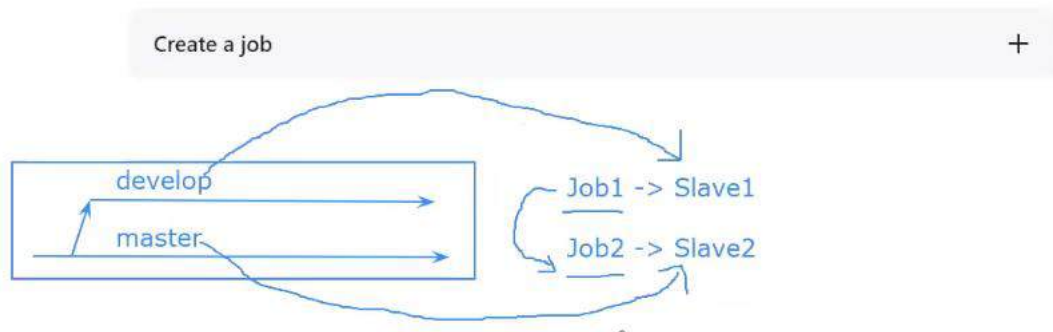 Create a job +
develop
master
Job1 -> Slave1
Job2 -> Slave2